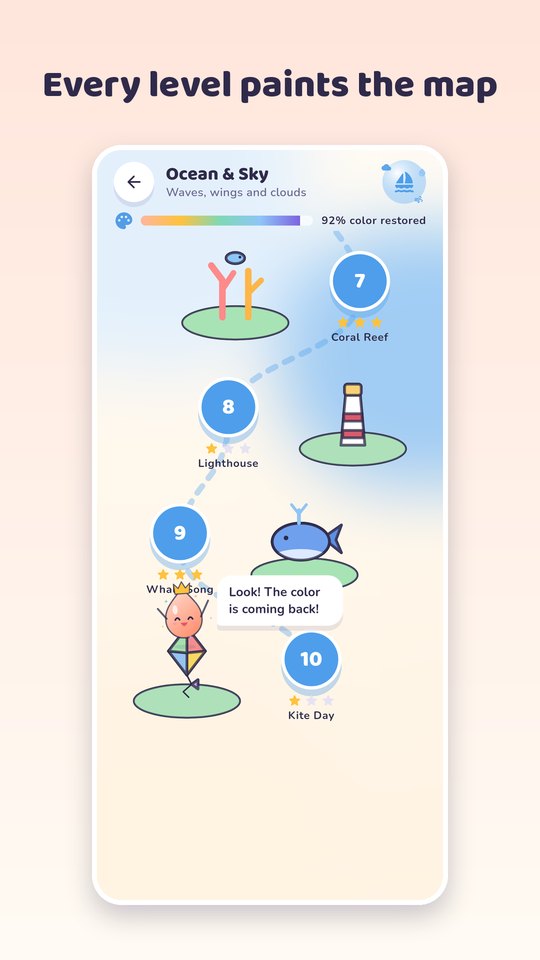 Every level paints the map
Ocean & Sky
Waves, wings and clouds
92% color restored
7
Coral Reef
8
Lighthouse
9
Look! The color
is coming back!
10
Kite Day